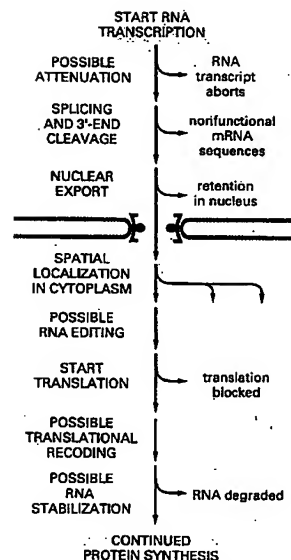 START RNA
TRANSCRIPTION
POSSIBLE
ATTENUATION
RNA
transcript
aborts
SPLICING
AND 3'-END
CLEAVAGE
nonfunctional
mRNA
sequences
NUCLEAR
EXPORT
retention
in nucleus
SPATIAL
LOCALIZATION
IN CYTOPLASM
POSSIBLE
RNA EDITING
START
TRANSLATION
translation
blocked
POSSIBLE
TRANSLATIONAL
RECODING
POSSIBLE
RNA
STABILIZATION
RNA degraded
CONTINUED
PROTEIN SYNTHESIS